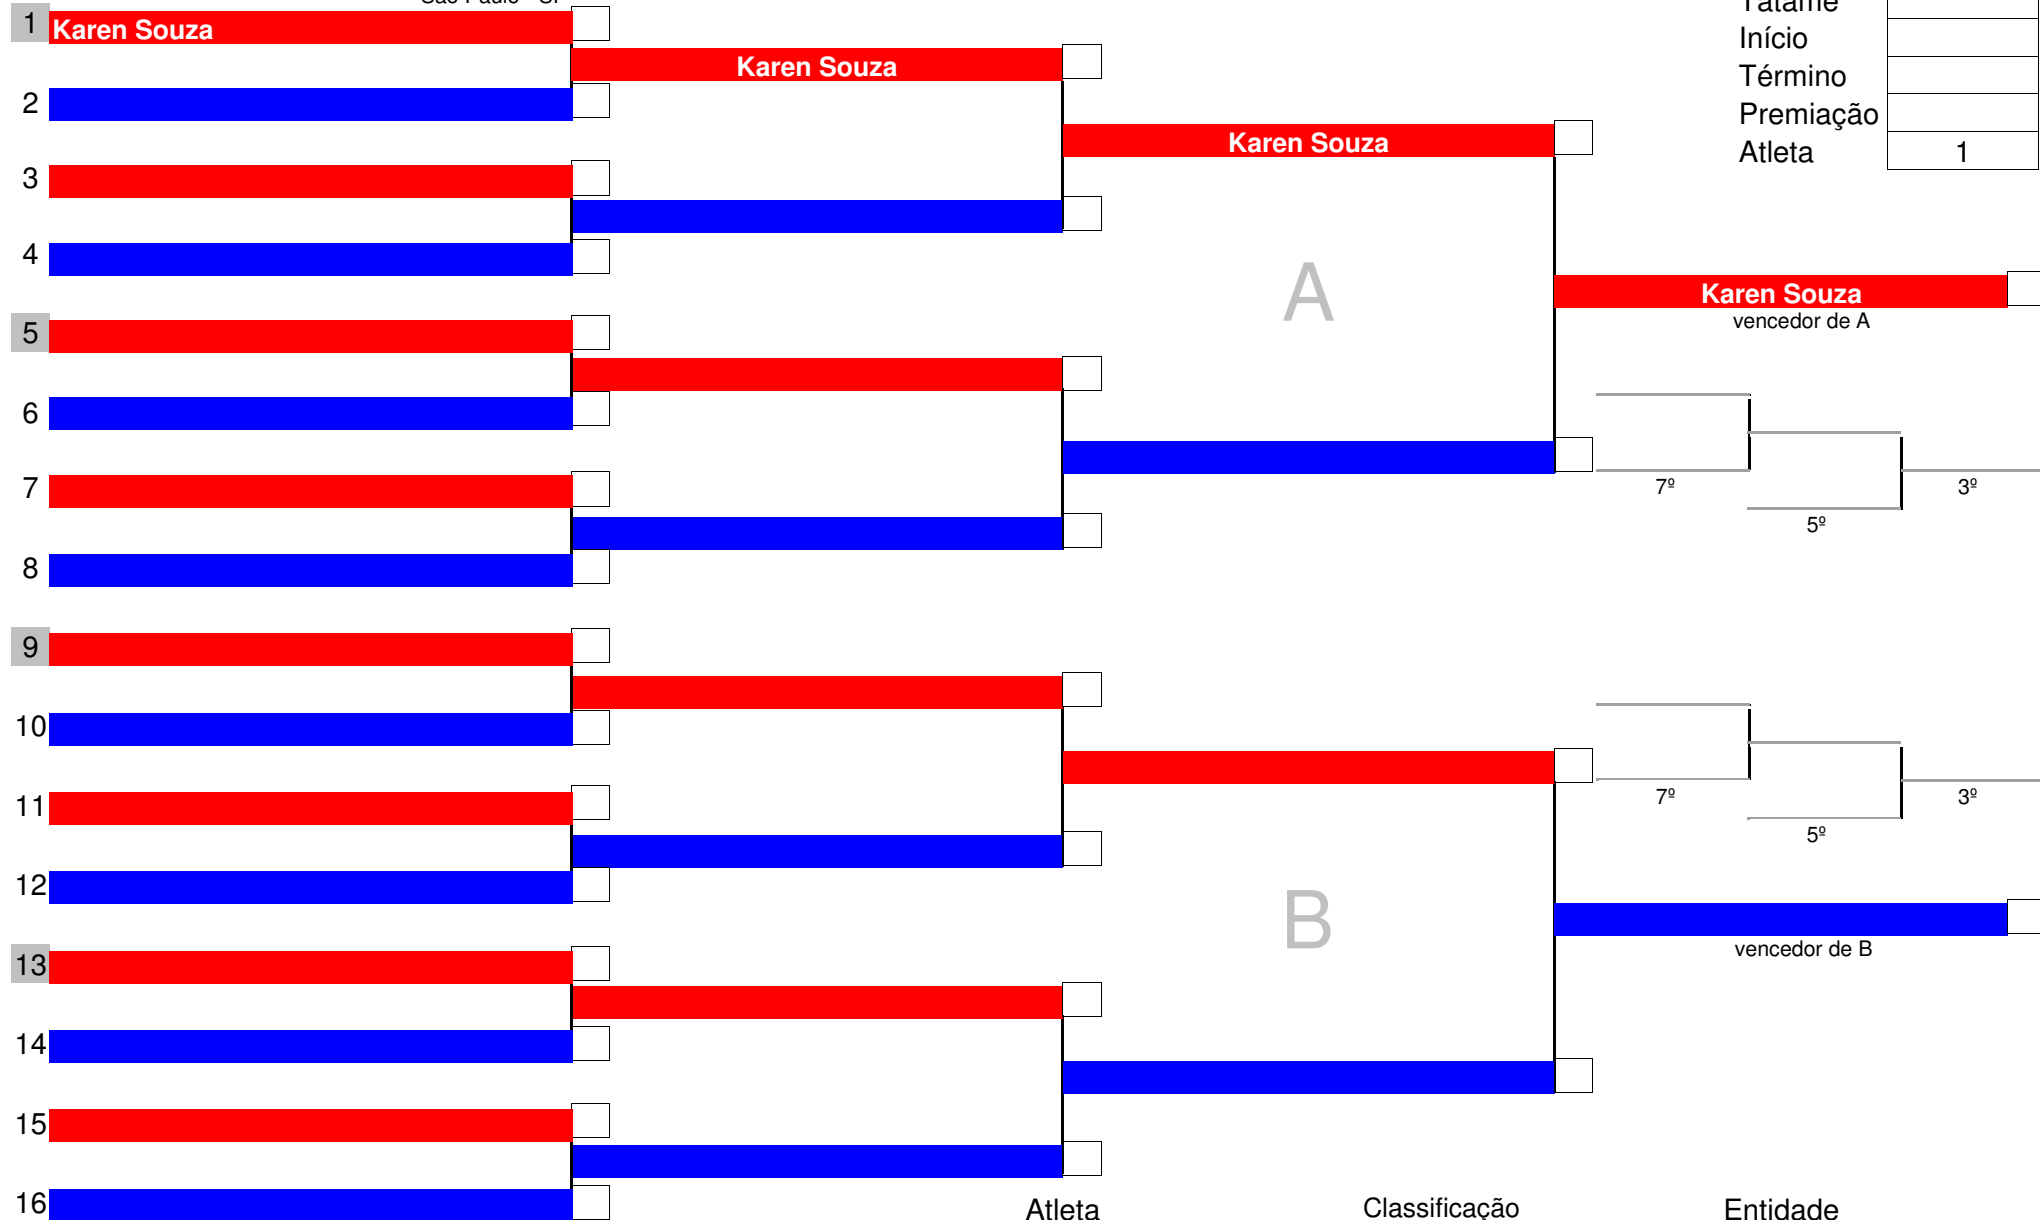 1 Karen Souza
Karen Souza
2
Karen Souza
3
4
Karen Souza
vencedor de A
5
6
7
7º
3º
5º
8
A
Início
Término
Premiação
Atleta 1
9
10
11
7º
3º
5º
12
B
vencedor de B
13
14
15
16
Atleta Classificação Entidade